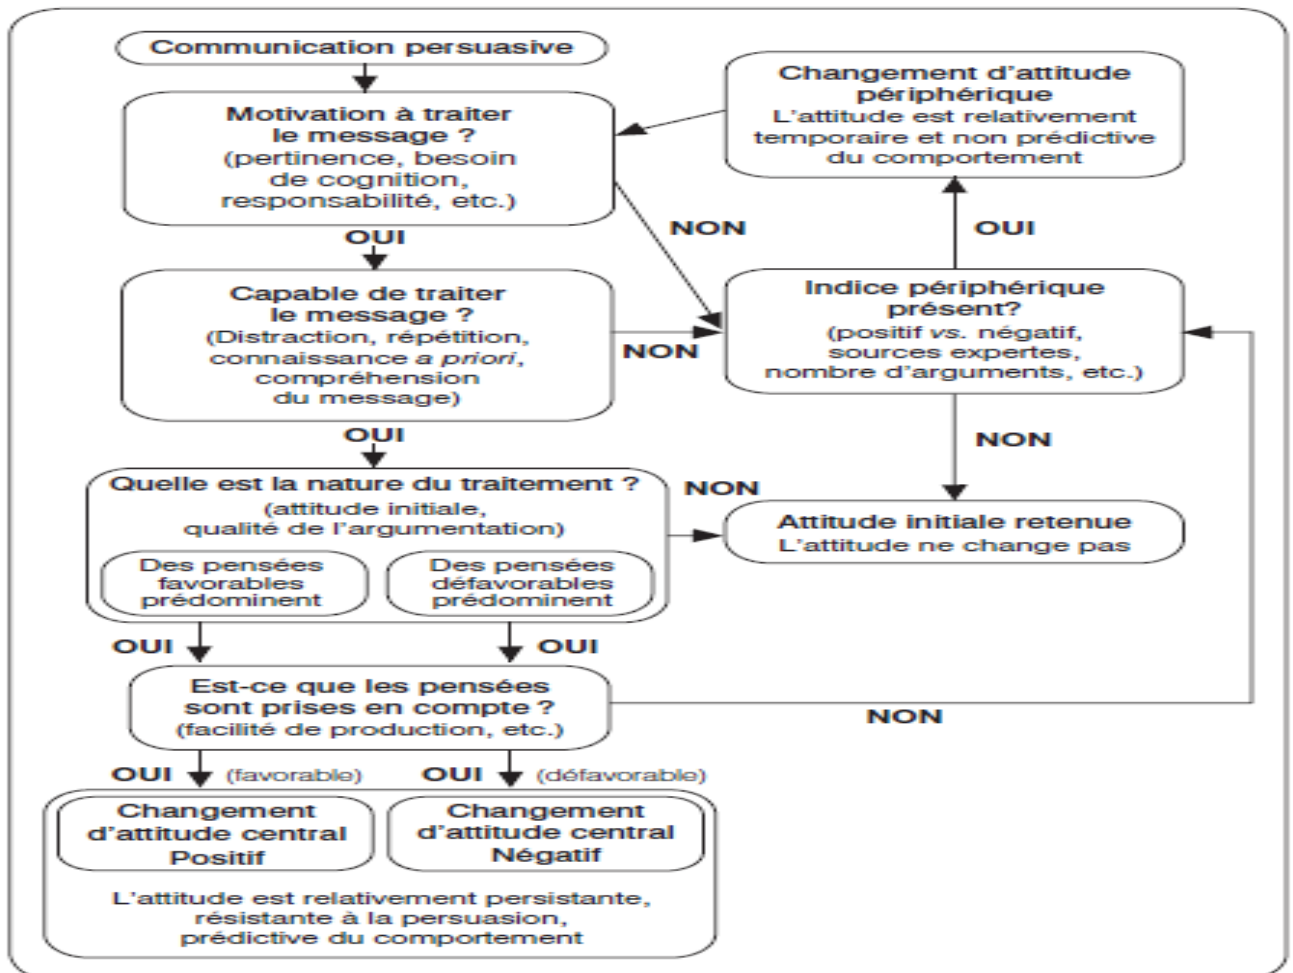 Communication persuasive
Motivation à traiter
le message ?
(pertinence, besoin
de cognition,
responsabilité, etc.)
Changement d'attitude
périphérique
L'attitude est relativement
temporaire et non prédictive
du comportement
NON
OUI
OUI
Capable de traiter
le message ?
(Distraction, répétition,
connaissance a priori,
compréhension
du message)
NON
Indice périphérique
présent?
(positif vs. négatif,
sources expertes,
nombre d'arguments, etc.)
OUI
NON
Quelle est la nature du traitement ?
(attitude initiale,
qualité de l'argumentation)
Des pensées
favorables
prédominent
Des pensées
défavorables
prédominent
NON
Attitude initiale retenue
L'attitude ne change pas
OUI
OUI
Est-ce que les pensées
sont prises en compte ?
(facilité de production, etc.)
NON
OUI (favorable)
OUI (défavorable)
Changement
d'attitude central
Positif
Changement
d'attitude central
Négatif
L'attitude est relativement persistante,
résistante à la persuasion,
prédictive du comportement